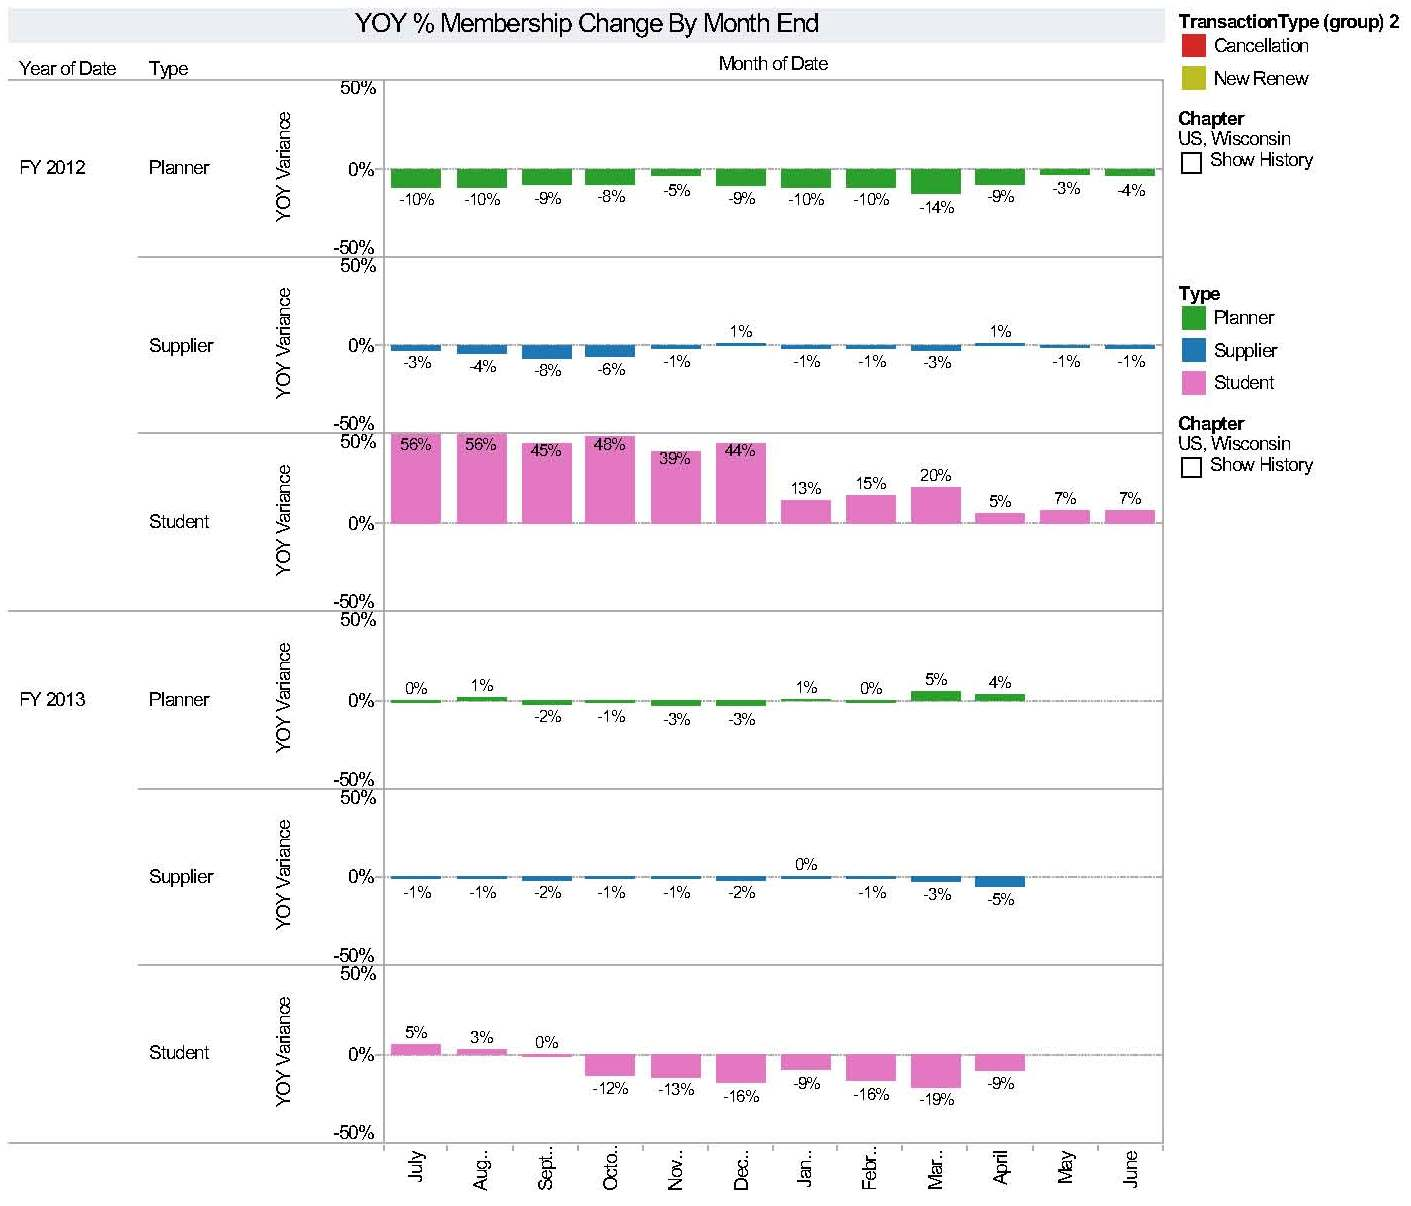 YOY % Membership Change By Month End
Year of Date Type Month of Date
FY 2012 Planner YOY Variance
50%
0%
-50%
-10% -10% -9% -8% -5% -9% -10% -10% -14% -9% -3% -4%
Supplier YOY Variance
50%
0%
-50%
-3% -4% -8% -6% -1% 1% -1% -1% -3% 1% -1% -1%
Student YOY Variance
50%
0%
-50%
56% 56% 45% 48% 39% 44% 13% 15% 20% 5% 7% 7%
FY 2013 Planner YOY Variance
50%
0%
-50%
0% 1% -2% -1% -3% -3% 1% 0% 5% 4%
Supplier YOY Variance
50%
0%
-50%
-1% -1% -2% -1% -1% -2% 0% -1% -3% -5%
Student YOY Variance
50%
0%
-50%
5% 3% 0% -12% -13% -16% -9% -16% -19% -9%
July Aug.. Sept.. Octo.. Nov.. Dec.. Jan.. Febr.. Mar.. April May June
TransactionType (group) 2
Cancellation
New Renew
Chapter
US, Wisconsin
Show History
Type
Planner
Supplier
Student
Chapter
US, Wisconsin
Show History